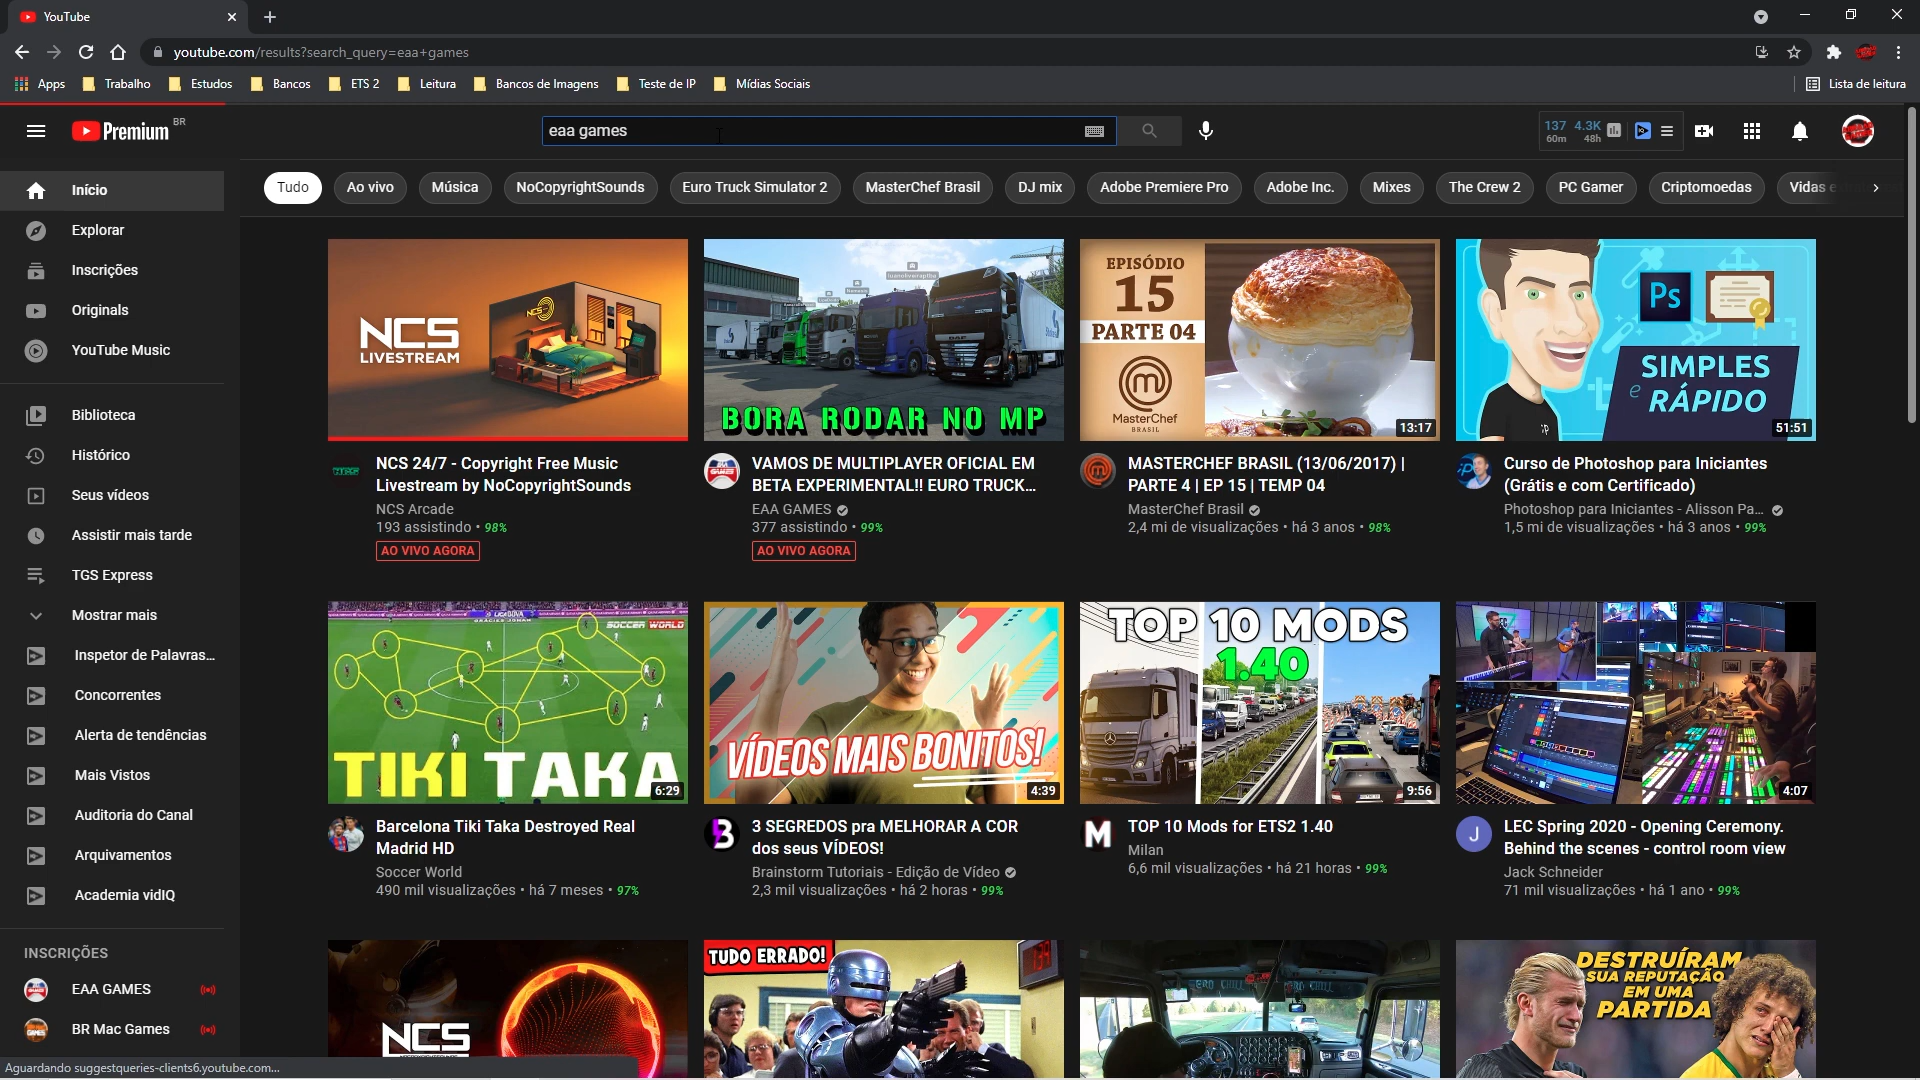 YouTube
youtube.com/results?search_query=eaa+games
Apps
Trabalho
Estudos
Bancos
ETS 2
Leitura
Bancos de Imagens
Teste de IP
Mídias Sociais
Lista de leitura
Premium BR
eaa games
137 4.3K
60m 48h
Início
Explorar
Inscrições
Originals
YouTube Music
Biblioteca
Histórico
Seus vídeos
Assistir mais tarde
TGS Express
Mostrar mais
Inspetor de Palavras...
Concorrentes
Alerta de tendências
Mais Vistos
Auditoria do Canal
Arquivamentos
Academia vidIQ
INSCRIÇÕES
EAA GAMES
BR Mac Games
Tudo
Ao vivo
Música
NoCopyrightSounds
Euro Truck Simulator 2
MasterChef Brasil
DJ mix
Adobe Premiere Pro
Adobe Inc.
Mixes
The Crew 2
PC Gamer
Criptomoedas
Vidas e
NCS
LIVESTREAM
NCS
NCS 24/7 - Copyright Free Music
Livestream by NoCopyrightSounds
NCS Arcade
193 assistindo • 98%
AO VIVO AGORA
BORA RODAR NO MP
VAMOS DE MULTIPLAYER OFICIAL EM
BETA EXPERIMENTAL!! EURO TRUCK...
EAA GAMES
377 assistindo • 99%
AO VIVO AGORA
EPISÓDIO
15
PARTE 04
MasterChef
BRASIL
13:17
MASTERCHEF BRASIL (13/06/2017) |
PARTE 4 | EP 15 | TEMP 04
MasterChef Brasil
2,4 mi de visualizações • há 3 anos • 98%
Ps
SIMPLES
e RÁPIDO
51:51
Curso de Photoshop para Iniciantes
(Grátis e com Certificado)
Photoshop para Iniciantes - Alisson Pa...
1,5 mi de visualizações • há 3 anos • 99%
SOCCER WORLD
TIKI TAKA
6:29
Barcelona Tiki Taka Destroyed Real
Madrid HD
Soccer World
490 mil visualizações • há 7 meses • 97%
VÍDEOS MAIS BONITOS!
4:39
3 SEGREDOS pra MELHORAR A COR
dos seus VÍDEOS!
Brainstorm Tutoriais - Edição de Vídeo
2,3 mil visualizações • há 2 horas • 99%
TOP 10 MODS
1.40
9:56
M
TOP 10 Mods for ETS2 1.40
Milan
6,6 mil visualizações • há 21 horas • 99%
4:07
J
LEC Spring 2020 - Opening Ceremony.
Behind the scenes - control room view
Jack Schneider
71 mil visualizações • há 1 ano • 99%
NCS
TUDO ERRADO!
DESTRUÍRAM
SUA REPUTAÇÃO
EM UMA
PARTIDA
Aguardando suggestqueries-clients6.youtube.com...